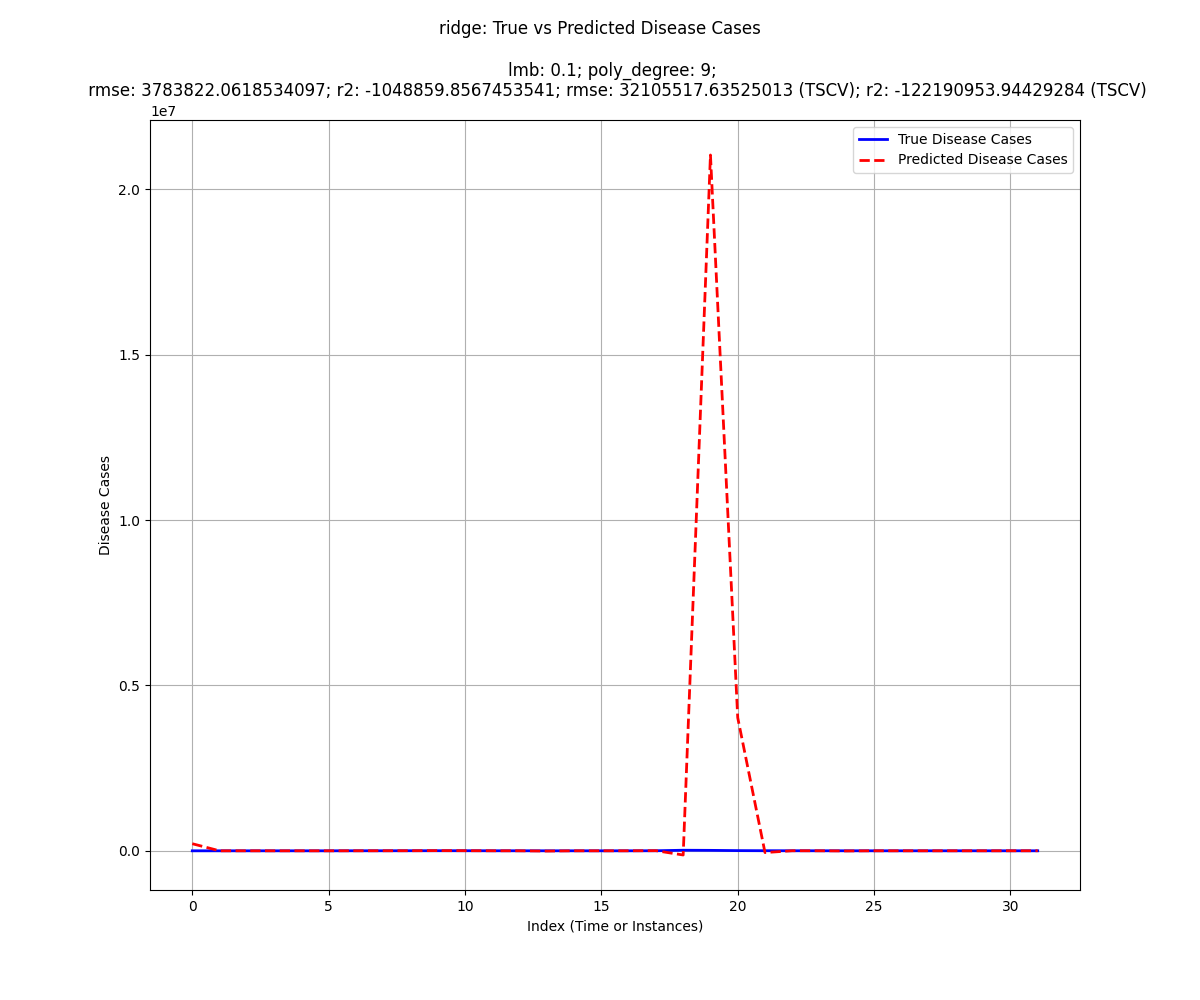 ridge: True vs Predicted Disease Cases
lmb: 0.1; poly_degree: 9;
rmse: 3783822.0618534097; r2: -1048859.8567453541; rmse: 32105517.63525013 (TSCV); r2: -122190953.94429284 (TSCV)
1e7
True Disease Cases
Predicted Disease Cases
2.0
1.5
1.0
0.5
0.0
Disease Cases
0 5 10 15 20 25 30
Index (Time or Instances)